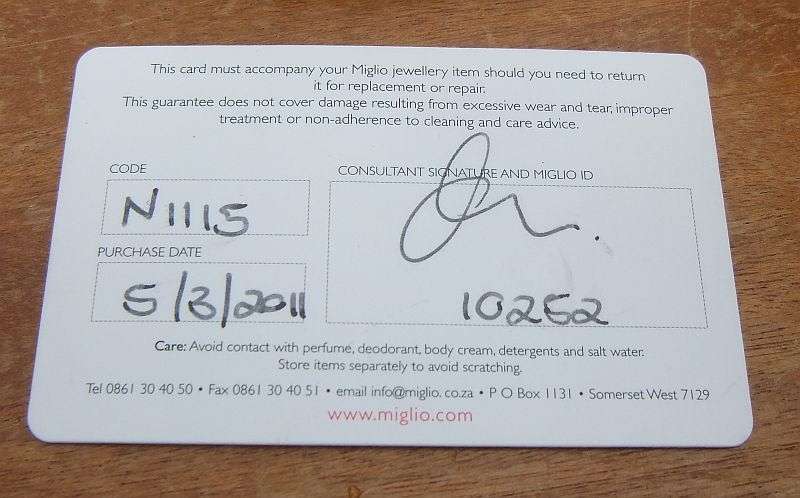 This card must accompany your Miglio jewellery item should you need to return
it for replacement or repair.
This guarantee does not cover damage resulting from excessive wear and tear, improper
treatment or non-adherence to cleaning and care advice.
CODE
N1115
PURCHASE DATE
5/3/2011
CONSULTANT SIGNATURE AND MIGLIO ID
10252
Care: Avoid contact with perfume, deodorant, body cream, detergents and salt water.
Store items separately to avoid scratching.
Tel 0861 30 40 50 • Fax 0861 30 40 51 • email info@miglio.co.za • P O Box 1131 • Somerset West 7129
www.miglio.com